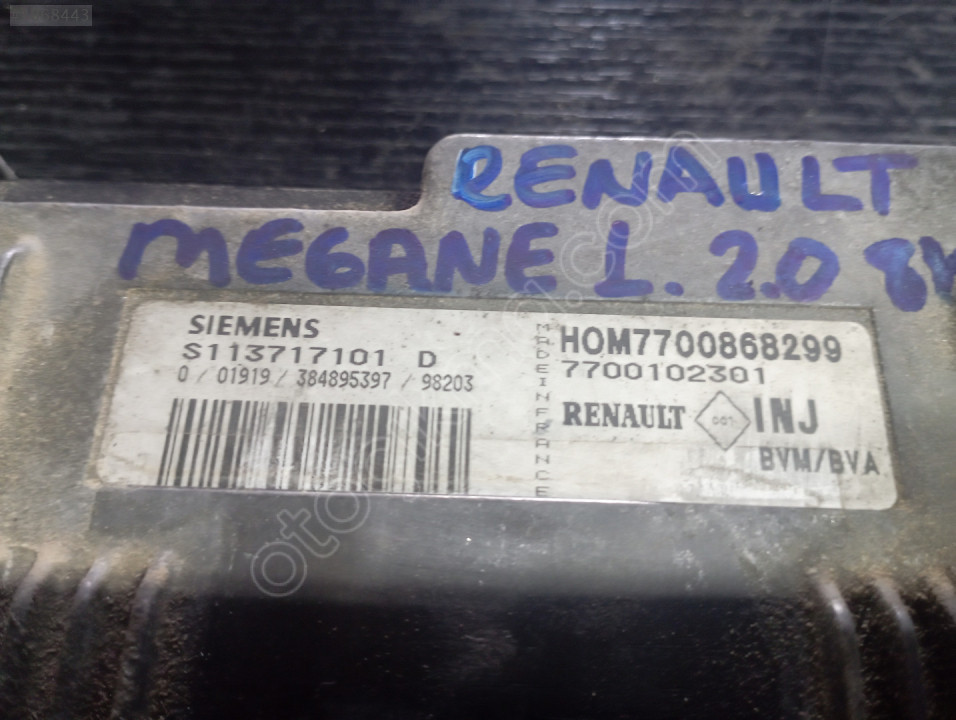 RENAULT
MEGANE 1. 2.0 8V
SIEMENS
S113717101 D
0 / 01919 / 384895397 / 98203
MADE IN FRANCE
HOM7700868299
7700102301
RENAULT INJ
BVM/BVA